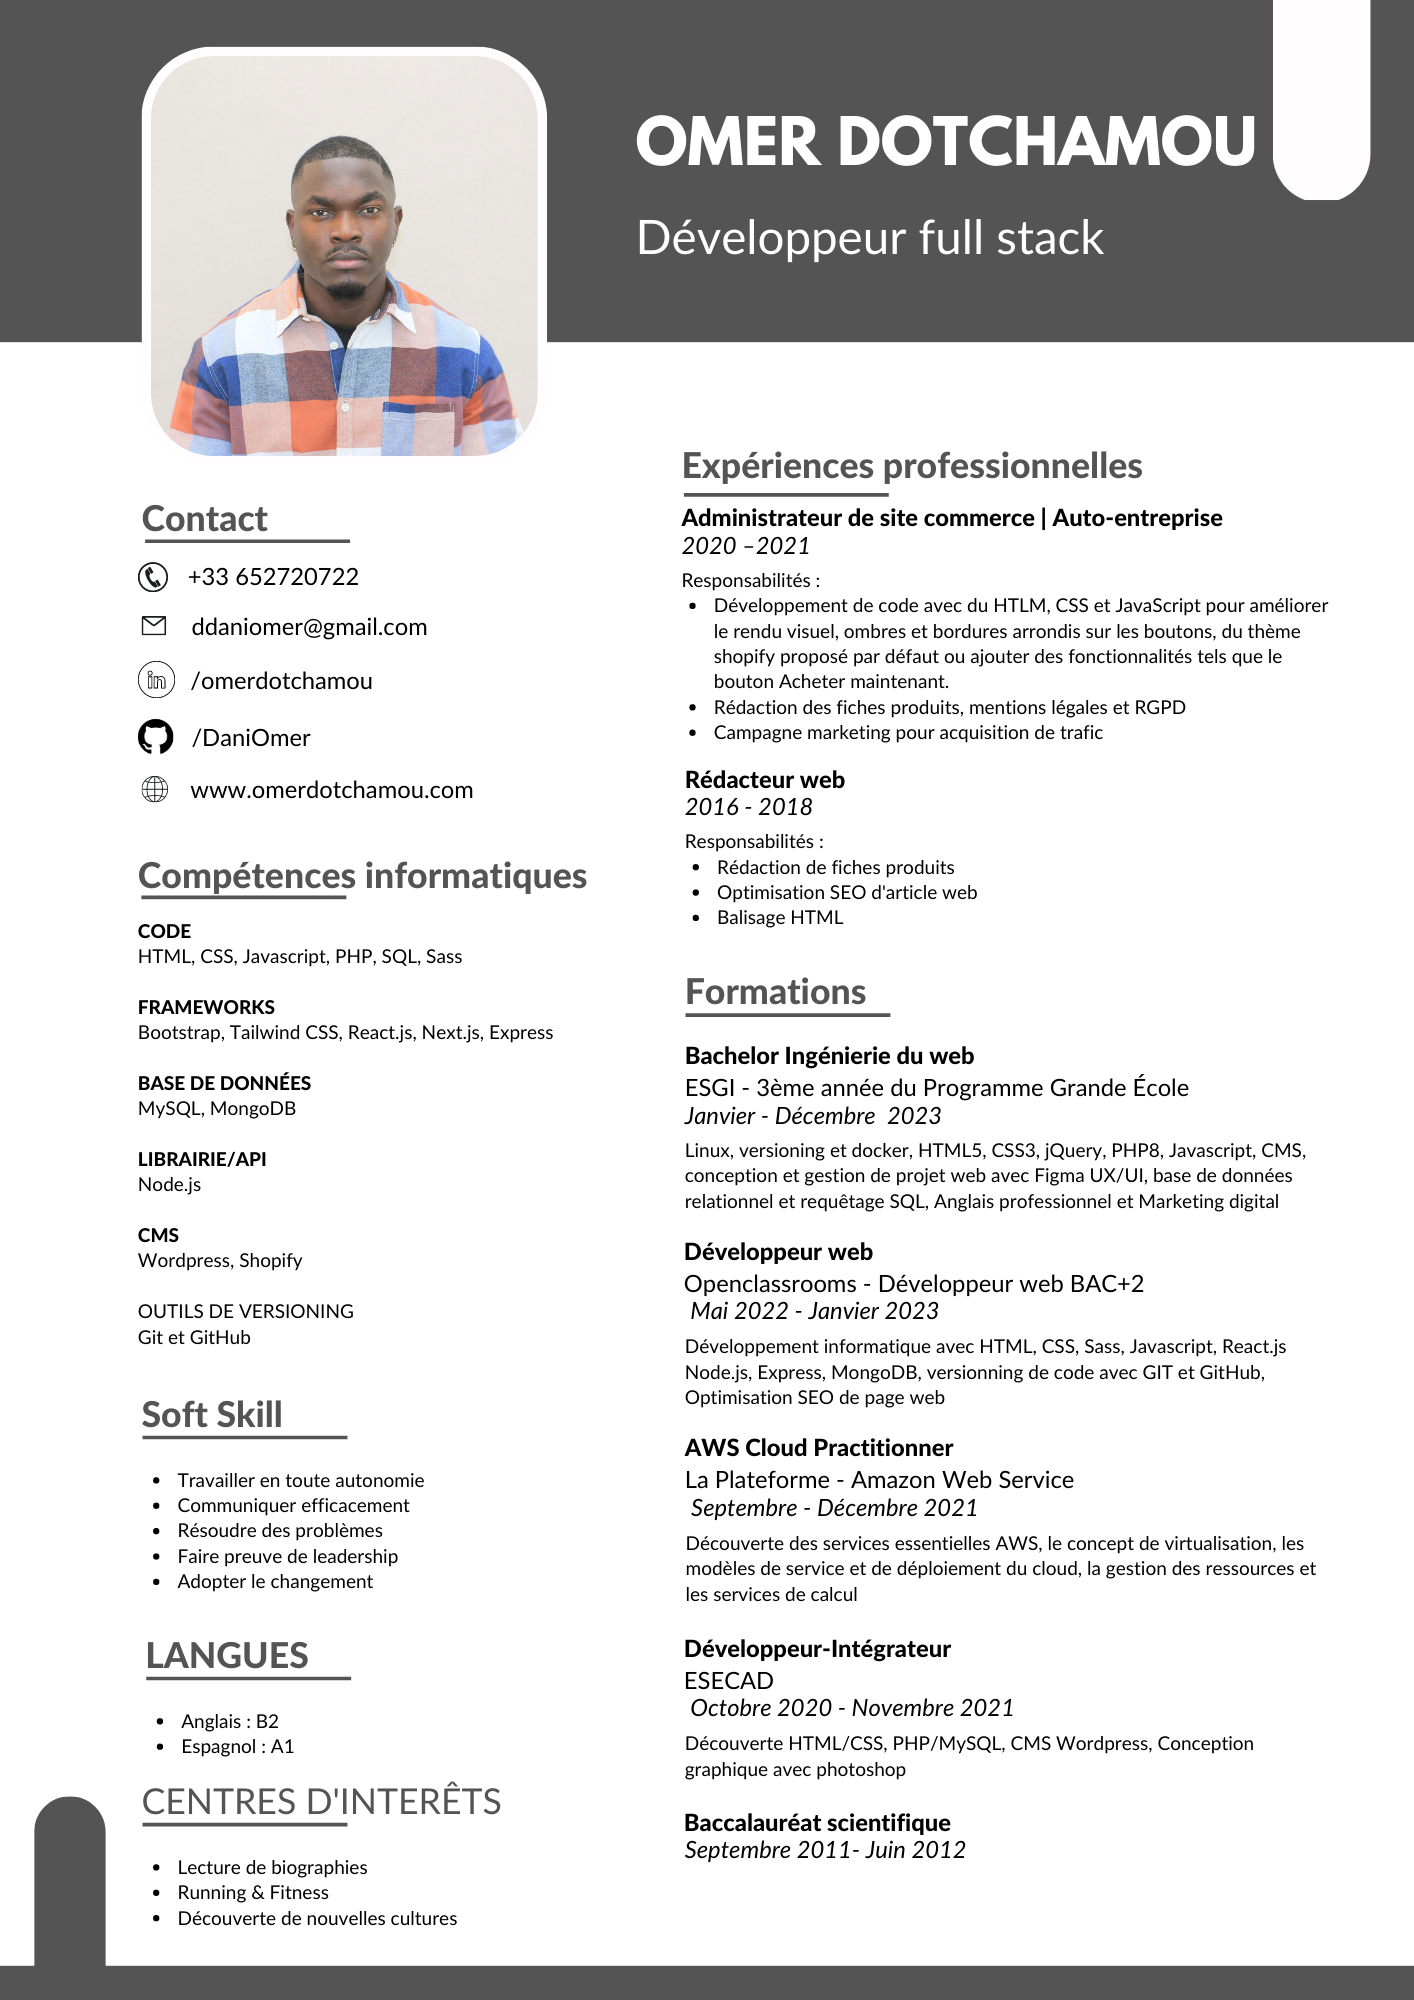 OMER DOTCHAMOU
Développeur full stack
Contact
+33 652720722
ddaniomer@gmail.com
/omerdotchamou
/DaniOmer
www.omerdotchamou.com
Compétences informatiques
CODE
HTML, CSS, Javascript, PHP, SQL, Sass
FRAMEWORKS
Bootstrap, Tailwind CSS, React.js, Next.js, Express
BASE DE DONNÉES
MySQL, MongoDB
LIBRAIRIE/API
Node.js
CMS
Wordpress, Shopify
OUTILS DE VERSIONING
Git et GitHub
Soft Skill
• Travailler en toute autonomie
• Communiquer efficacement
• Résoudre des problèmes
• Faire preuve de leadership
• Adopter le changement
LANGUES
• Anglais : B2
• Espagnol : A1
CENTRES D'INTERÊTS
• Lecture de biographies
• Running & Fitness
• Découverte de nouvelles cultures
Expériences professionnelles
Administrateur de site commerce | Auto-entreprise
2020 –2021
Responsabilités :
• Développement de code avec du HTLM, CSS et JavaScript pour améliorer
le rendu visuel, ombres et bordures arrondis sur les boutons, du thème
shopify proposé par défaut ou ajouter des fonctionnalités tels que le
bouton Acheter maintenant.
• Rédaction des fiches produits, mentions légales et RGPD
• Campagne marketing pour acquisition de trafic
Rédacteur web
2016 - 2018
Responsabilités :
• Rédaction de fiches produits
• Optimisation SEO d'article web
• Balisage HTML
Formations
Bachelor Ingénierie du web
ESGI - 3ème année du Programme Grande École
Janvier - Décembre 2023
Linux, versioning et docker, HTML5, CSS3, jQuery, PHP8, Javascript, CMS,
conception et gestion de projet web avec Figma UX/UI, base de données
relationnel et requêtage SQL, Anglais professionnel et Marketing digital
Développeur web
Openclassrooms - Développeur web BAC+2
Mai 2022 - Janvier 2023
Développement informatique avec HTML, CSS, Sass, Javascript, React.js
Node.js, Express, MongoDB, versionning de code avec GIT et GitHub,
Optimisation SEO de page web
AWS Cloud Practitionner
La Plateforme - Amazon Web Service
Septembre - Décembre 2021
Découverte des services essentielles AWS, le concept de virtualisation, les
modèles de service et de déploiement du cloud, la gestion des ressources et
les services de calcul
Développeur-Intégrateur
ESECAD
Octobre 2020 - Novembre 2021
Découverte HTML/CSS, PHP/MySQL, CMS Wordpress, Conception
graphique avec photoshop
Baccalauréat scientifique
Septembre 2011- Juin 2012